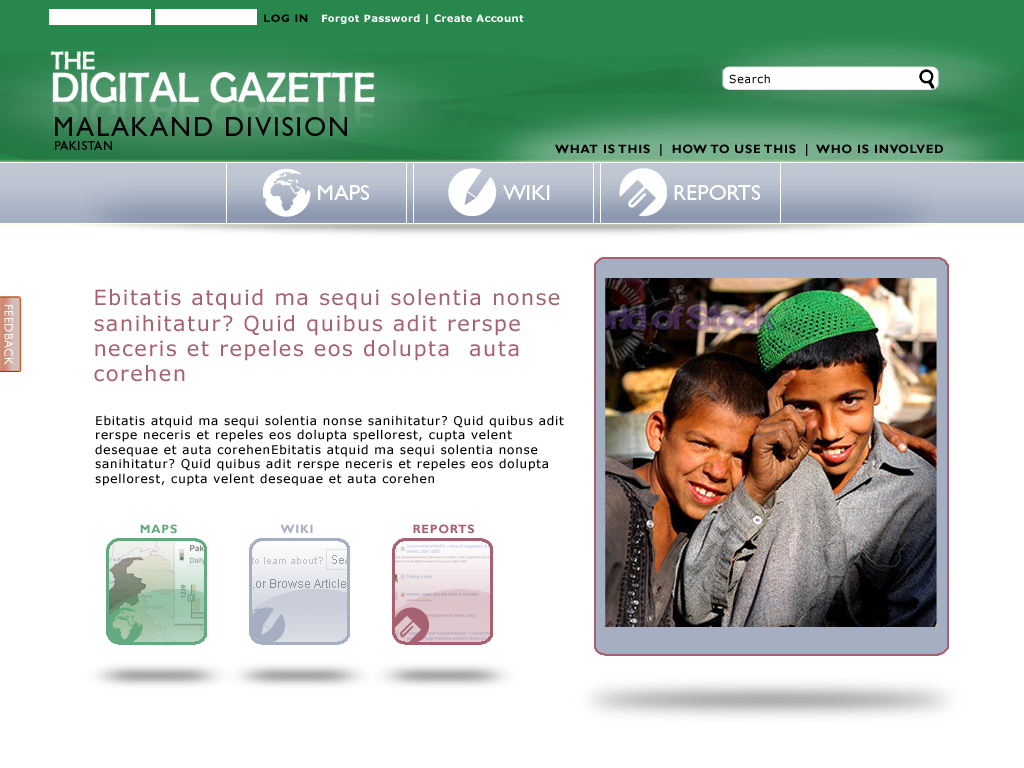 LOG IN Forgot Password | Create Account
THE
DIGITAL GAZETTE
MALAKAND DIVISION
PAKISTAN
Search
WHAT IS THIS | HOW TO USE THIS | WHO IS INVOLVED
MAPS WIKI REPORTS
FEEDBACK
Ebitatis atquid ma sequi solentia nonse
sanihitatur? Quid quibus adit rerspe
neceris et repeles eos dolupta auta
corehen
Ebitatis atquid ma sequi solentia nonse sanihitatur? Quid quibus adit
rerspe neceris et repeles eos dolupta spellorest, cupta velent
desequae et auta corehenEbitatis atquid ma sequi solentia nonse
sanihitatur? Quid quibus adit rerspe neceris et repeles eos dolupta
spellorest, cupta velent desequae et auta corehen
MAPS WIKI REPORTS
Pak
Daily
to learn about? Sea
.or Browse Article
rld of Stock